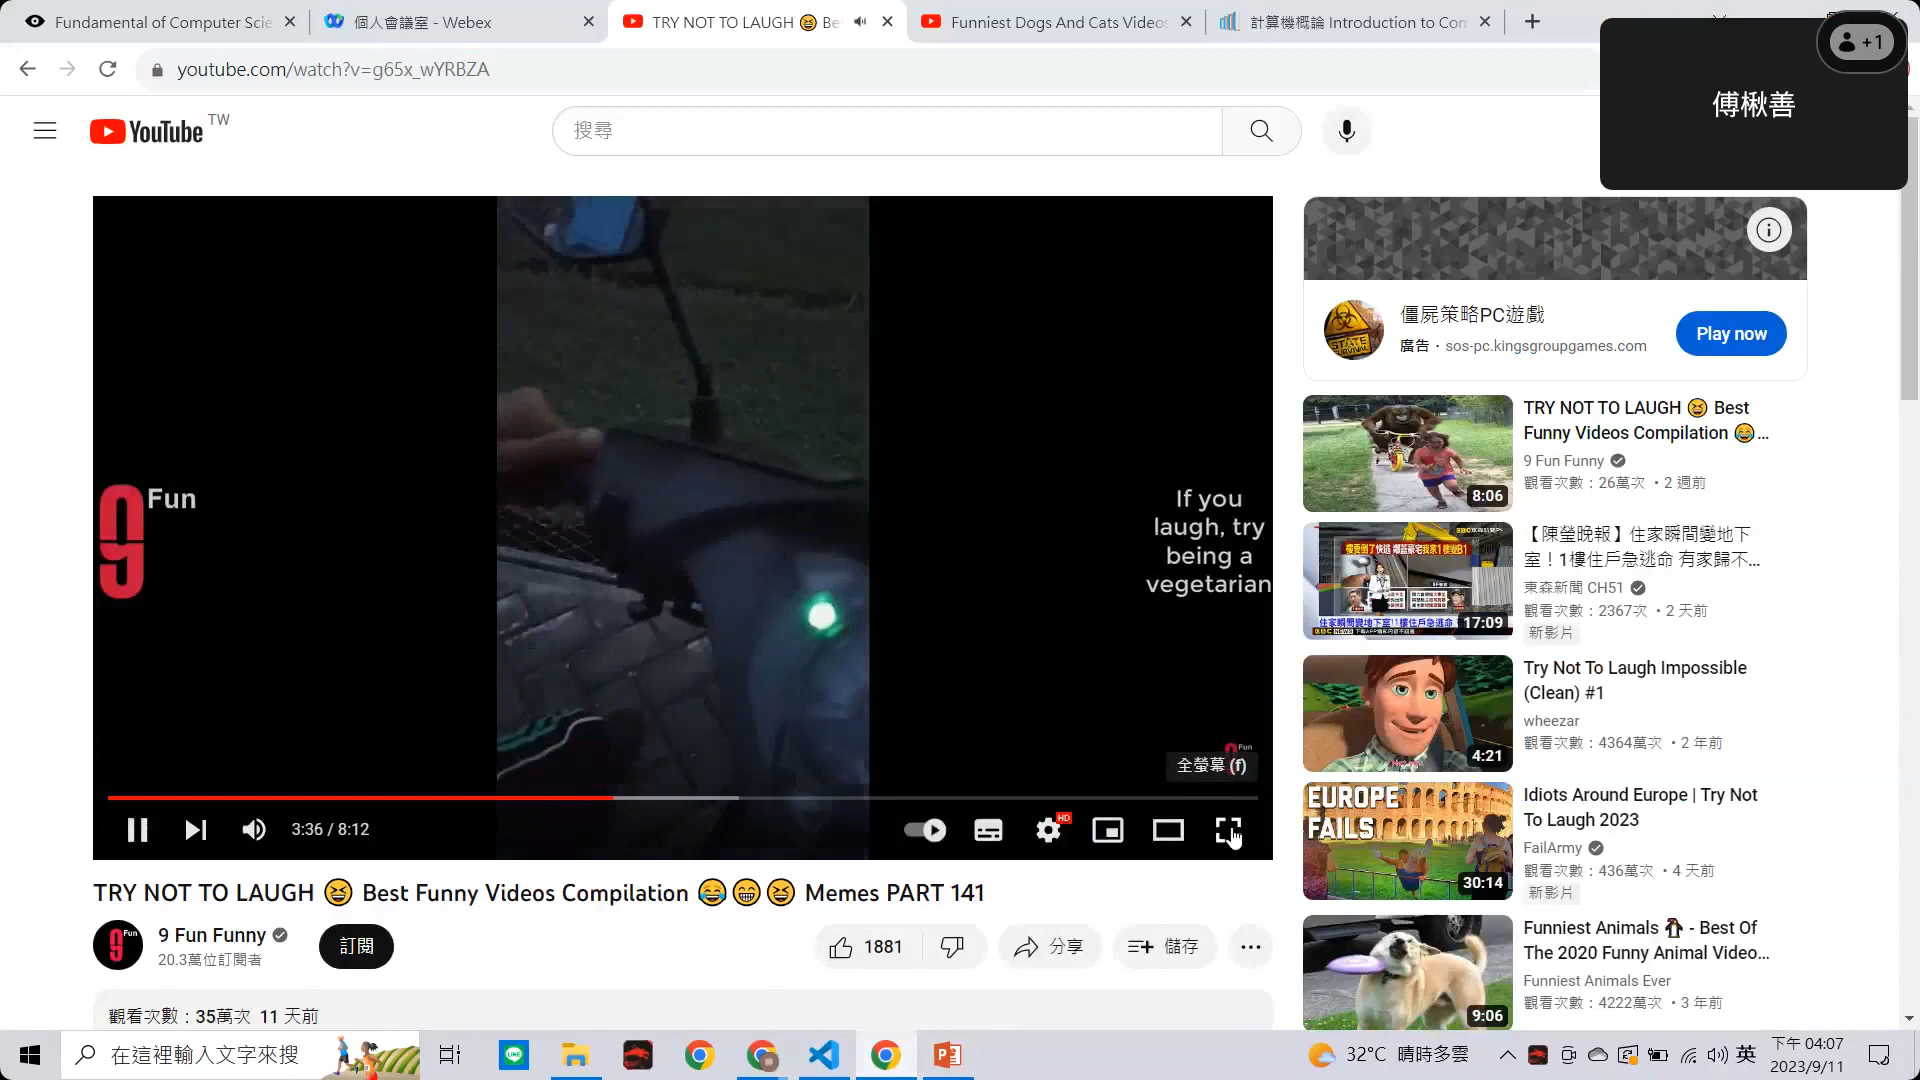 Fundamental of Computer Scie
個人會議室 - Webex
TRY NOT TO LAUGH 😆 Be
Funniest Dogs And Cats Videos
計算機概論 Introduction to Con
youtube.com/watch?v=g65x_wYRBZA
+1
傅楸善
YouTube TW
搜尋
9 Fun
If you
laugh, try
being a
vegetarian
9 Fun
全螢幕 (f)
3:36 / 8:12
HD
TRY NOT TO LAUGH 😆 Best Funny Videos Compilation 😂😁😆 Memes PART 141
9 Fun
9 Fun Funny
20.3萬位訂閱者
訂閱
1881
分享
儲存
觀看次數：35萬次 11 天前
STATE
SURVIVAL
僵屍策略PC遊戲
廣告・sos-pc.kingsgroupgames.com
Play now
8:06
TRY NOT TO LAUGH 😆 Best
Funny Videos Compilation 😂...
9 Fun Funny
觀看次數：26萬次 ・2 週前
17:09
【陳瑩晚報】住家瞬間變地下
室！1樓住戶急逃命 有家歸不...
東森新聞 CH51
觀看次數：2367次 ・2 天前
新影片
4:21
Try Not To Laugh Impossible
(Clean) #1
wheezar
觀看次數：4364萬次 ・2 年前
EUROPE
FAILS
30:14
Idiots Around Europe | Try Not
To Laugh 2023
FailArmy
觀看次數：436萬次 ・4 天前
新影片
9:06
Funniest Animals 🐧 - Best Of
The 2020 Funny Animal Video...
Funniest Animals Ever
觀看次數：4222萬次 ・3 年前
在這裡輸入文字來搜
32°C 晴時多雲
英
下午 04:07
2023/9/11